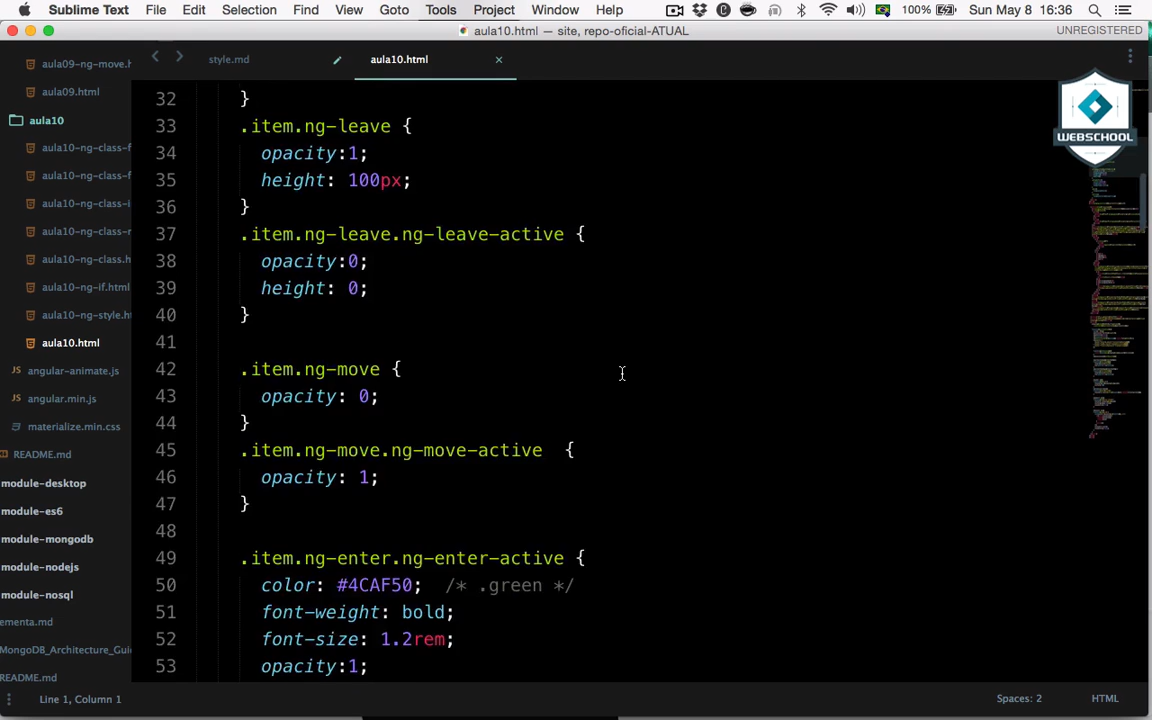 Sublime Text File Edit Selection Find View Goto Tools Project Window Help 100% Sun May 8 16:36
aula10.html — site, repo-oficial-ATUAL
UNREGISTERED
style.md
aula10.html
WEBSCHOOL
aula09-ng-move.h
aula09.html
aula10
aula10-ng-class-f
aula10-ng-class-f
aula10-ng-class-i
aula10-ng-class-r
aula10-ng-class.h
aula10-ng-if.html
aula10-ng-style.ht
aula10.html
JS angular-animate.js
JS angular.min.js
materialize.min.css
README.md
module-desktop
module-es6
module-mongodb
module-nodejs
module-nosql
ementa.md
MongoDB_Architecture_Gui
README.md
32 }
33 .item.ng-leave {
34 opacity:1;
35 height: 100px;
36 }
37 .item.ng-leave.ng-leave-active {
38 opacity:0;
39 height: 0;
40 }
41
42 .item.ng-move {
43 opacity: 0;
44 }
45 .item.ng-move.ng-move-active {
46 opacity: 1;
47 }
48
49 .item.ng-enter.ng-enter-active {
50 color: #4CAF50; /* .green */
51 font-weight: bold;
52 font-size: 1.2rem;
53 opacity:1;
Line 1, Column 1
Spaces: 2
HTML